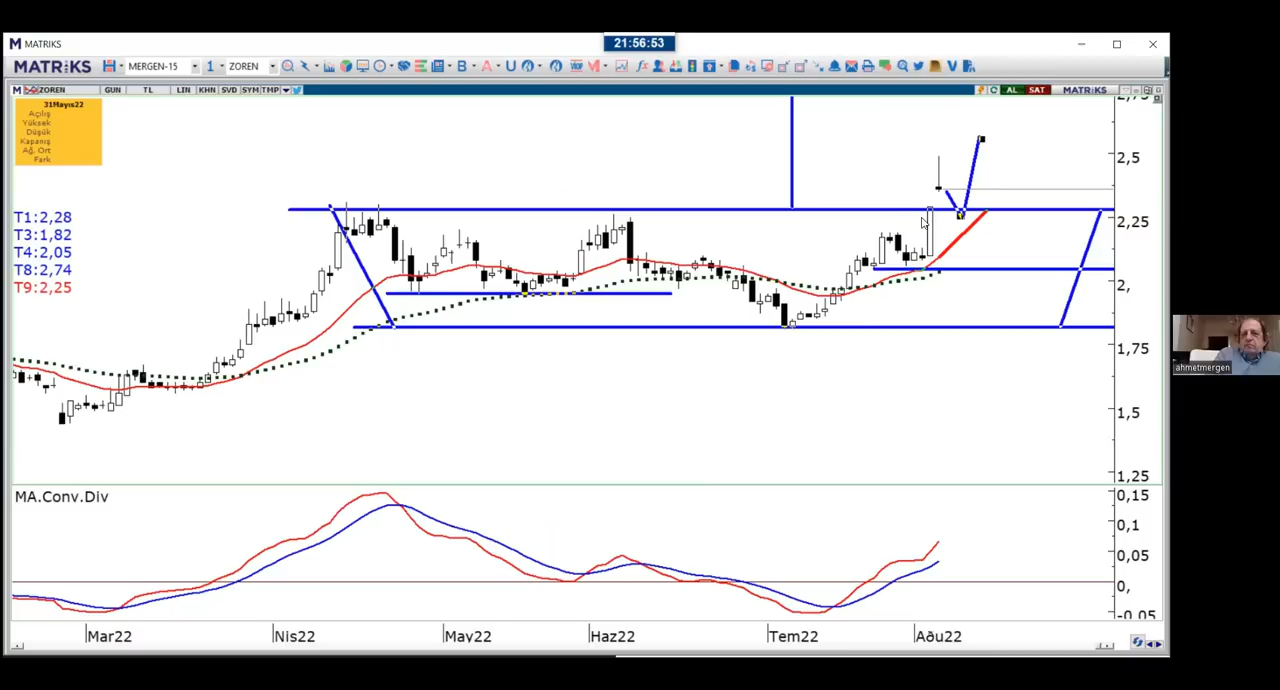 MATRIKS
21:56:53
MATRIKS MERGEN-15 1 ZOREN
ZOREN GUN TL LIN KHN SVD SYM TMP AL SAT MATRIKS
31Mayıs22
Açılış
Yüksek
Düşük
Kapanış
Ağ. Ort
Fark
T1:2,28
T3:1,82
T4:2,05
T8:2,74
T9:2,25
2,75
2,5
2,25
2,
1,75
1,5
1,25
MA.Conv.Div
0,15
0,1
0,05
0,
-0,05
Mar22 Nis22 May22 Haz22 Tem22 Aðu22
ahmetmergen